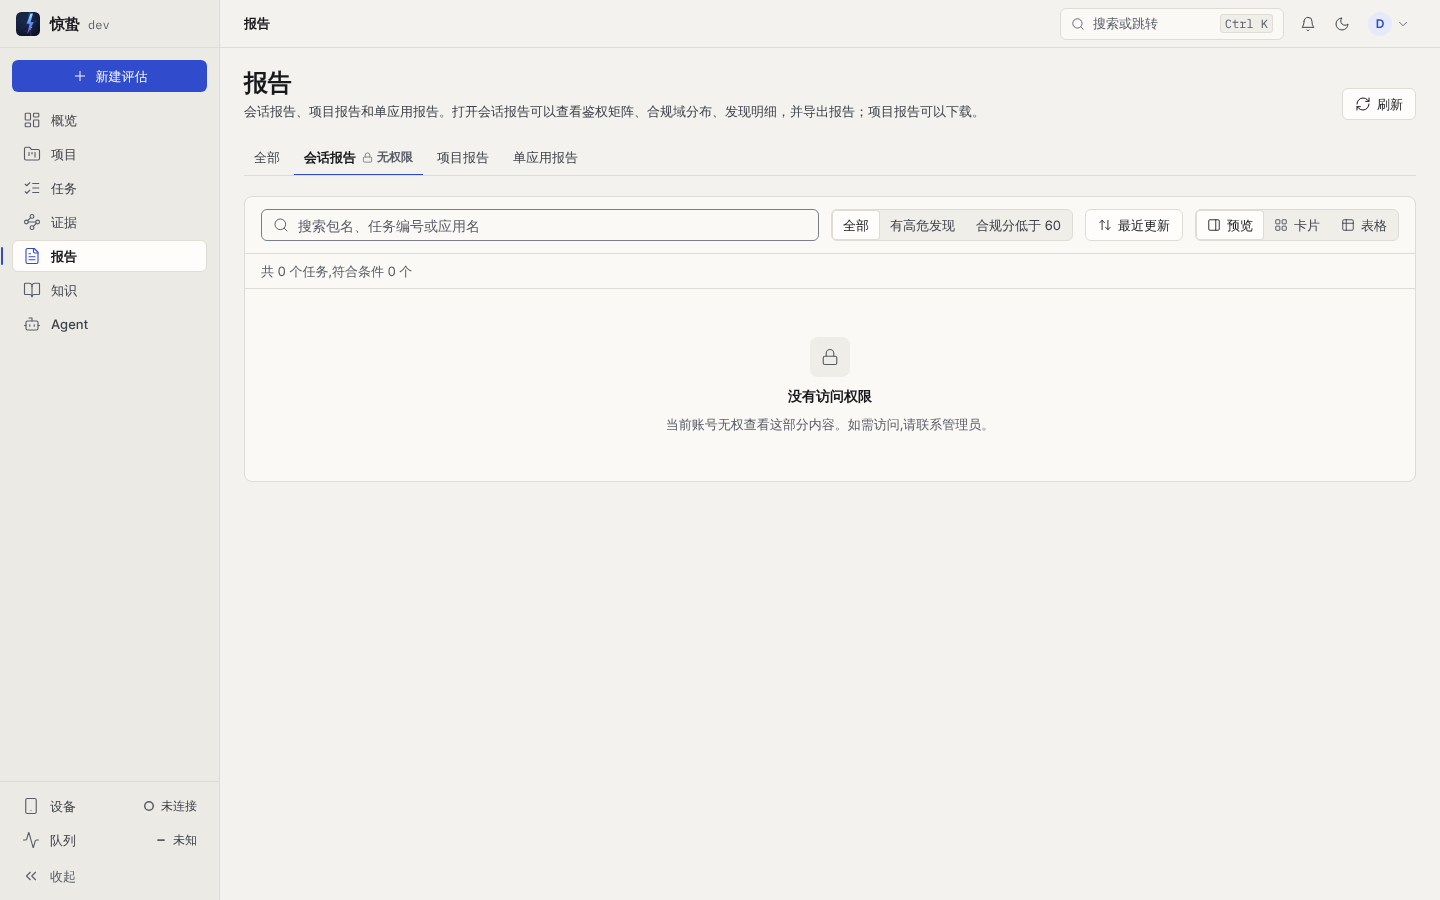 惊蛰 dev
报告
搜索或跳转 Ctrl K
D
新建评估
概览
项目
任务
证据
报告
知识
Agent
设备 未连接
队列 未知
收起
报告
会话报告、项目报告和单应用报告。打开会话报告可以查看鉴权矩阵、合规域分布、发现明细，并导出报告；项目报告可以下载。
刷新
全部 会话报告 无权限 项目报告 单应用报告
搜索包名、任务编号或应用名
全部 有高危发现 合规分低于 60
最近更新
预览 卡片 表格
共 0 个任务,符合条件 0 个
没有访问权限
当前账号无权查看这部分内容。如需访问,请联系管理员。